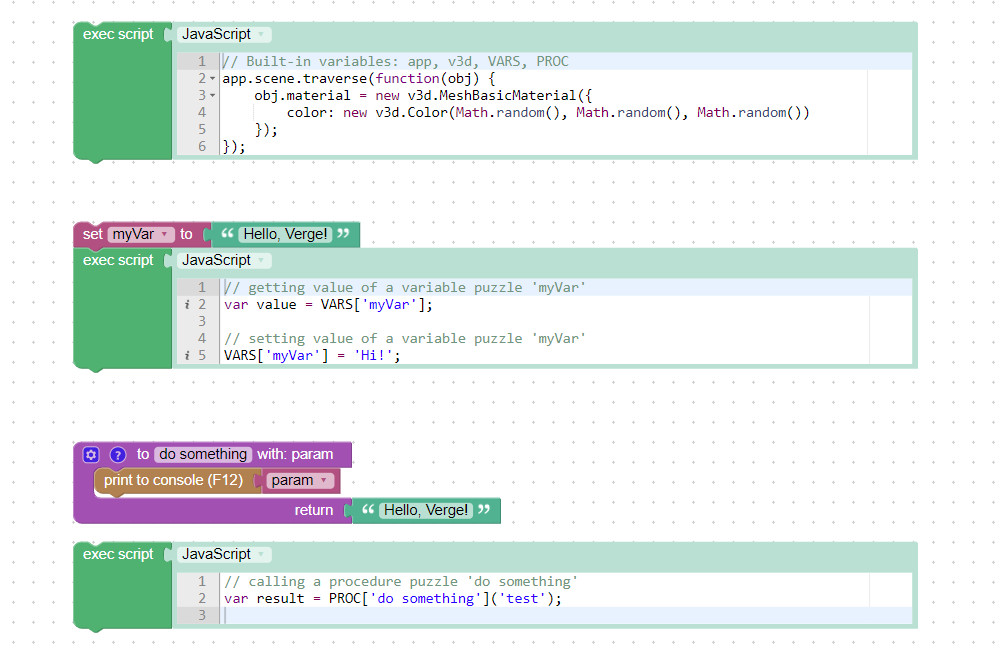 exec script JavaScript
1 // Built-in variables: app, v3d, VARS, PROC
2 app.scene.traverse(function(obj) {
3 obj.material = new v3d.MeshBasicMaterial({
4 color: new v3d.Color(Math.random(), Math.random(), Math.random())
5 });
6 });
set myVar to “ Hello, Verge! ”
exec script JavaScript
1 // getting value of a variable puzzle 'myVar'
i 2 var value = VARS['myVar'];
3
4 // setting value of a variable puzzle 'myVar'
i 5 VARS['myVar'] = 'Hi!';
? to do something with: param
print to console (F12) param
return “ Hello, Verge! ”
exec script JavaScript
1 // calling a procedure puzzle 'do something'
2 var result = PROC['do something']('test');
3